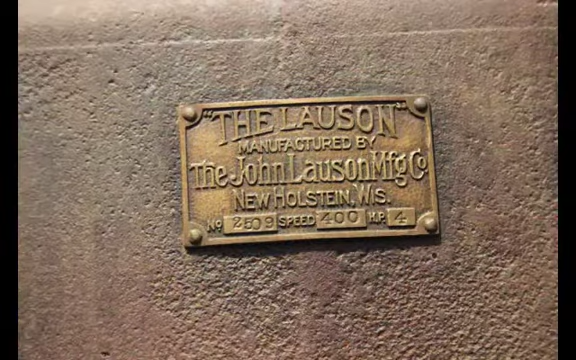 "THE LAUSON"
MANUFACTURED BY
The John Lauson Mfg Co
NEW HOLSTEIN, WIS.
No 2509 SPEED 400 H.P. 4